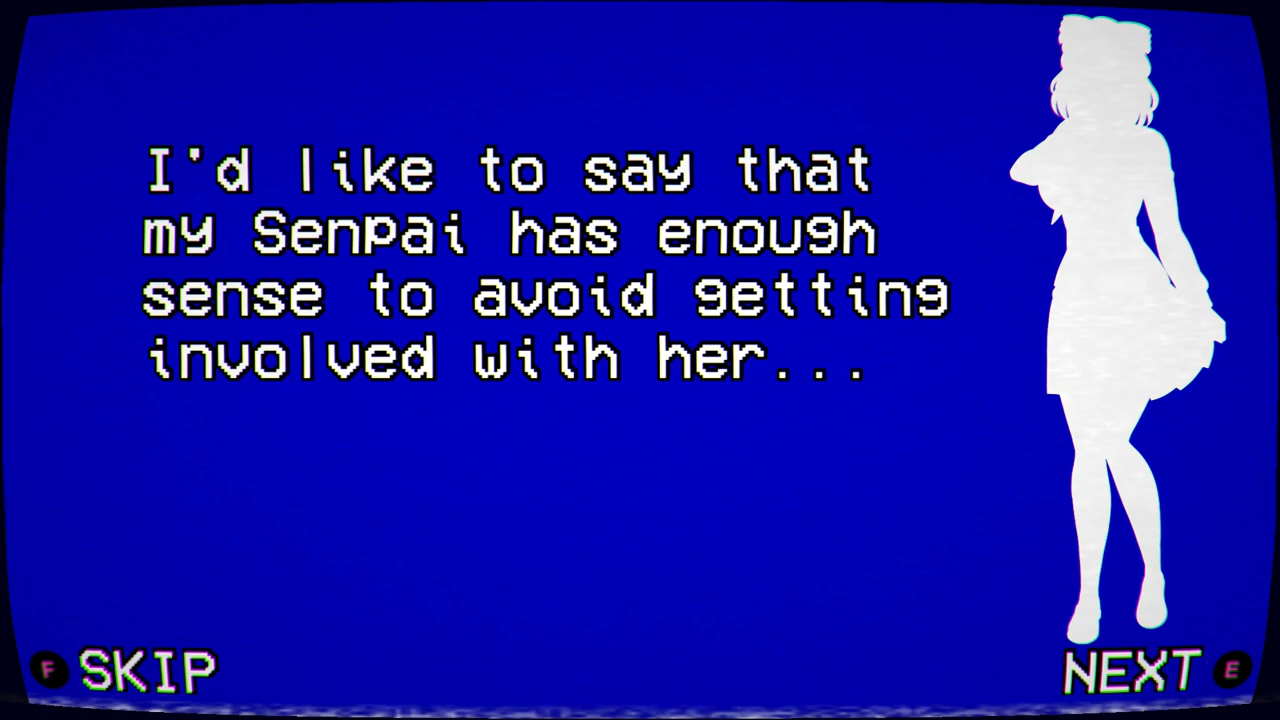 I'd like to say that
my Senpai has enough
sense to avoid getting
involved with her...
F SKIP
NEXT E